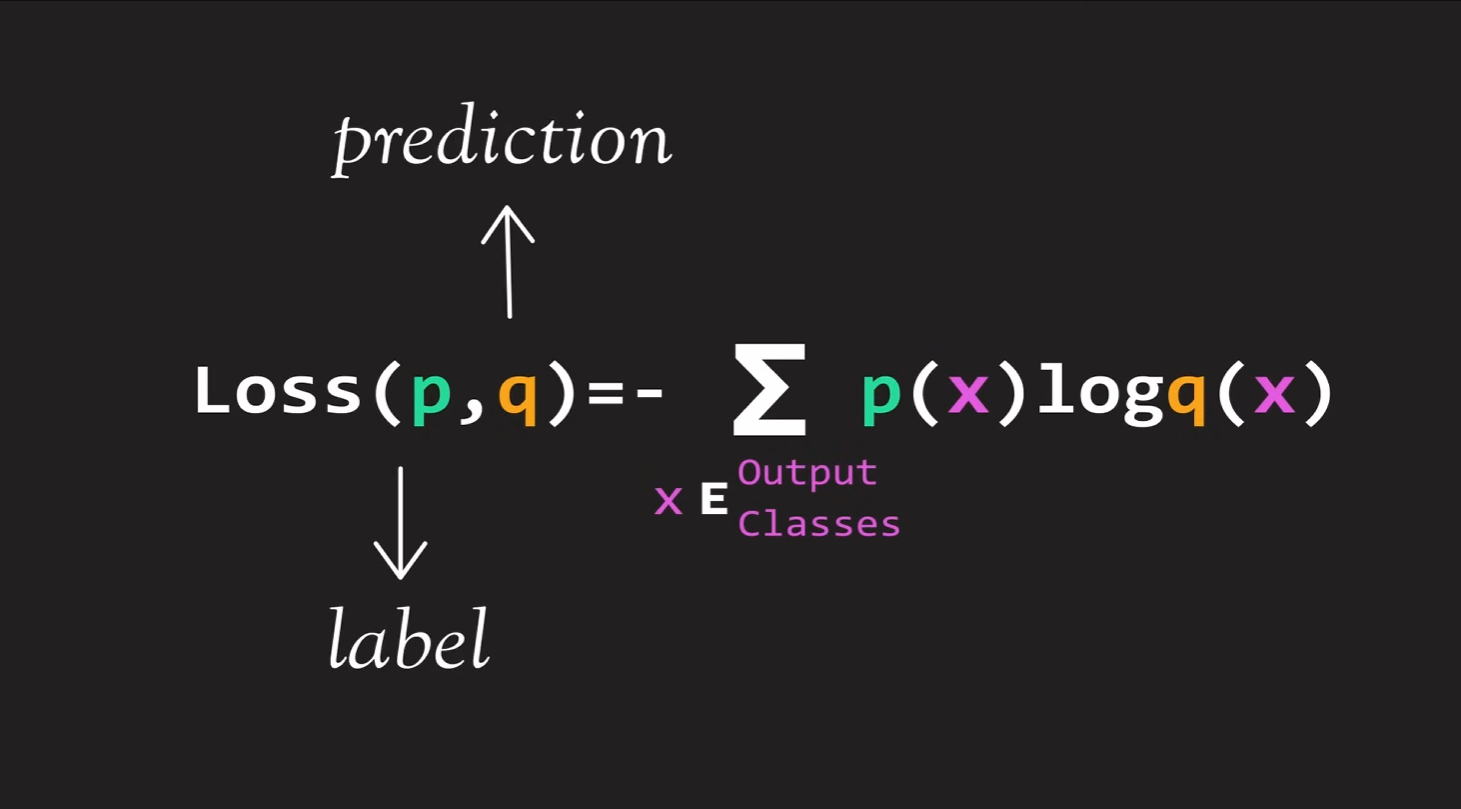 prediction
Loss(p,q)=- Σ p(x)logq(x)
x E Output
Classes
label